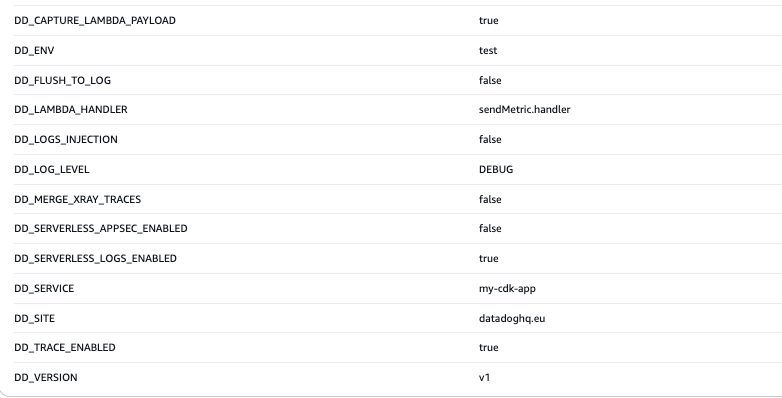 DD_CAPTURE_LAMBDA_PAYLOAD true
DD_ENV test
DD_FLUSH_TO_LOG false
DD_LAMBDA_HANDLER sendMetric.handler
DD_LOGS_INJECTION false
DD_LOG_LEVEL DEBUG
DD_MERGE_XRAY_TRACES false
DD_SERVERLESS_APPSEC_ENABLED false
DD_SERVERLESS_LOGS_ENABLED true
DD_SERVICE my-cdk-app
DD_SITE datadoghq.eu
DD_TRACE_ENABLED true
DD_VERSION v1